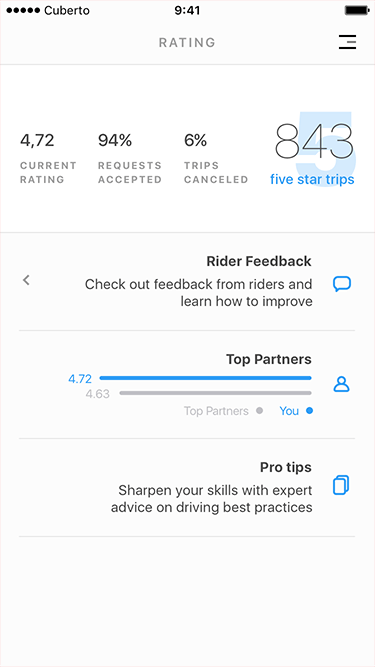 Cuberto
9:41
RATING
4,72
CURRENT
RATING
94%
REQUESTS
ACCEPTED
6%
TRIPS
CANCELED
5
843
five star trips
Rider Feedback
Check out feedback from riders and
learn how to improve
Top Partners
4.72
4.63
Top Partners
You
Pro tips
Sharpen your skills with expert
advice on driving best practices